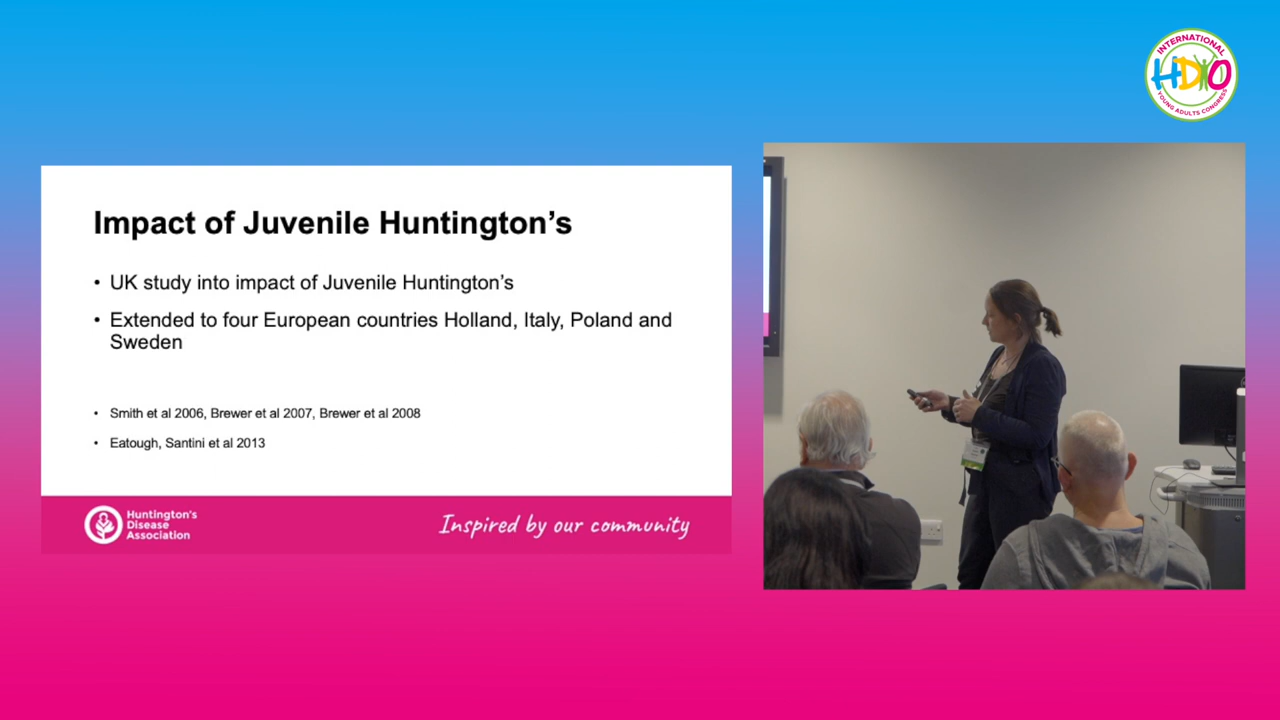 INTERNATIONAL
HDYO
YOUNG ADULTS CONGRESS
Impact of Juvenile Huntington's
• UK study into impact of Juvenile Huntington's
• Extended to four European countries Holland, Italy, Poland and
Sweden
• Smith et al 2006, Brewer et al 2007, Brewer et al 2008
• Eatough, Santini et al 2013
Huntington's
Disease
Association
Inspired by our community